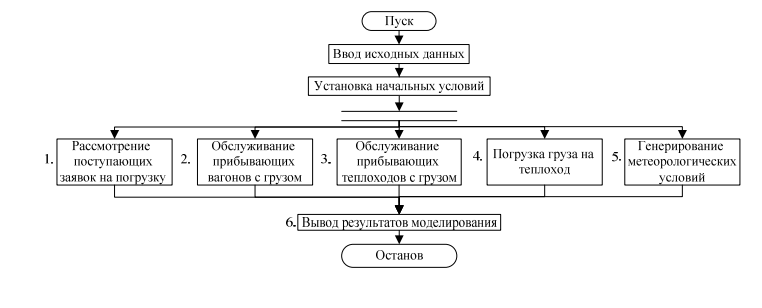 Пуск
Ввод исходных данных
Установка начальных условий
1. Рассмотрение
поступающих
заявок на погрузку
2. Обслуживание
прибывающих
вагонов с грузом
3. Обслуживание
прибывающих
теплоходов с грузом
4. Погрузка груза на
теплоход
5. Генерирование
метеорологических
условий
6. Вывод результатов моделирования
Останов